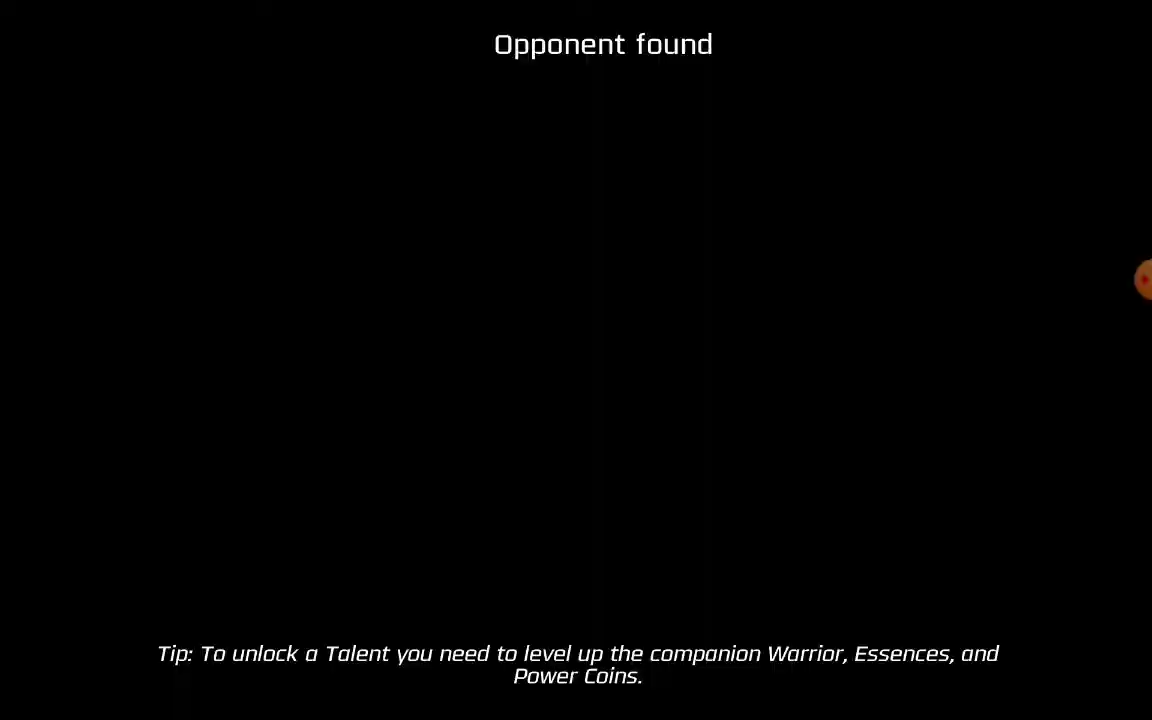 Opponent found
Tip: To unlock a Talent you need to level up the companion Warrior, Essences, and
Power Coins.